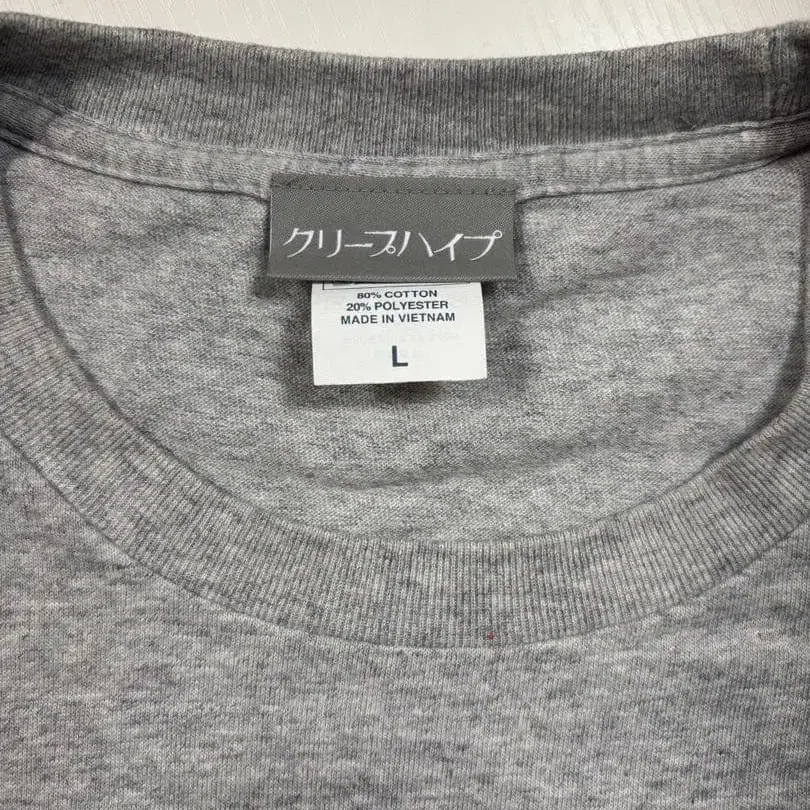 クリープハイプ
80% COTTON
20% POLYESTER
MADE IN VIETNAM
L